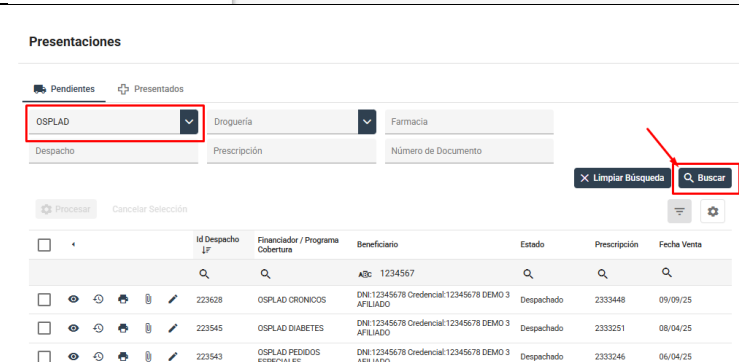 Presentaciones
Pendientes Presentados
OSPLAD Droguería Farmacia
Despacho Prescripción Número de Documento
Limpiar Búsqueda Buscar
Procesar Cancelar Selección
Id Despacho Financiador / Programa Cobertura Beneficiario Estado Prescripción Fecha Venta
ABC 1234567
223628 OSPLAD CRONICOS DNI:12345678 Credencial:12345678 DEMO 3 AFILIADO Despachado 2333448 09/09/25
223545 OSPLAD DIABETES DNI:12345678 Credencial:12345678 DEMO 3 AFILIADO Despachado 2333251 08/04/25
223543 OSPLAD PEDIDOS ESPECIALES DNI:12345678 Credencial:12345678 DEMO 3 AFILIADO Despachado 2333246 06/04/25